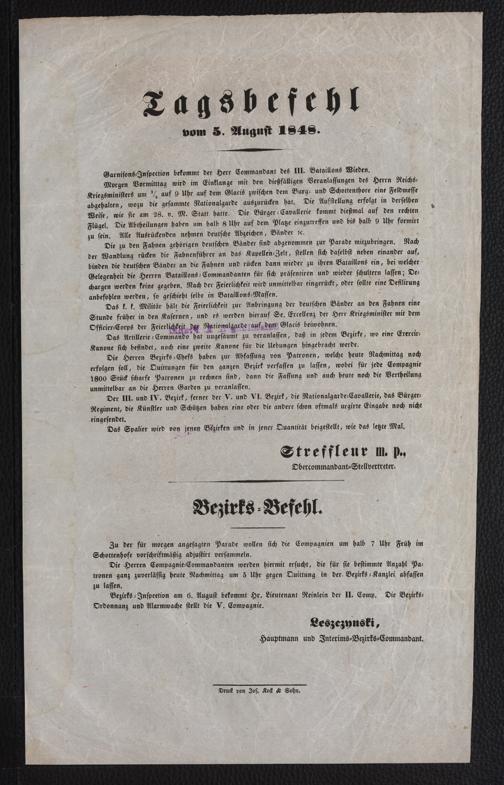 Tagsbefehl
vom 5. August 1848.
Garnisons-Inspection bekommt der Herr Commandant des III. Bataillons Wieden.
Morgen Vormittag wird im Einklange mit den dießfälligen Veranlassungen des Herrn Reichs-
Kriegsministers um ¾ auf 9 Uhr auf dem Glacis zwischen dem Burg- und Schottenthore eine Feldmesse
abgehalten, wozu die gesammte Nationalgarde auszurücken hat. Die Aufstellung erfolgt in derselben
Weise, wie sie am 28. v. M. Statt hatte. Die Bürger-Cavallerie kommt dießmal auf den rechten
Flügel. Die Abtheilungen haben um halb 8 Uhr auf dem Platze einzutreffen und bis halb 9 Uhr formirt
zu sein. Alle Ausrückenden nehmen deutsche Abzeichen, Bänder ꝛc.
Die zu den Fahnen gehörigen deutschen Bänder sind abgenommen zur Parade mitzubringen. Nach
der Wandlung rücken die Fahnenführer an das Kapellen-Zelt, stellen sich daselbst neben einander auf,
binden die deutschen Bänder an die Fahnen und rücken dann wieder zu ihren Bataillons ein, bei welcher
Gelegenheit die Herren Bataillons-Commandanten für sich präsentiren und wieder schultern lassen; De-
chargen werden keine gegeben. Nach der Feierlichkeit wird unmittelbar eingerückt, oder sollte eine Defilirung
anbefohlen werden, so geschieht selbe in Bataillons-Massen.
Das k. k. Militär hält die Feierlichkeit zur Anbringung der deutschen Bänder an den Fahnen eine
Stunde früher in den Kasernen, und es werden hierauf Se. Excellenz der Herr Kriegsminister mit dem
Officier-Corps der Feierlichkeit der Nationalgarde auf dem Glacis beiwohnen.
Das Artillerie-Commando hat ungesäumt zu veranlassen, daß in jedem Bezirke, wo eine Exercir-
Kanone sich befindet, noch eine zweite Kanone für die Uebungen hingebracht werde.
Die Herren Bezirks-Chefs haben zur Abfassung von Patronen, welche heute Nachmittag noch
erfolgen soll, die Quittungen für den ganzen Bezirk verfassen zu lassen, wobei für jede Compagnie
1800 Stück scharfe Patronen zu rechnen sind, dann die Fassung und auch heute noch die Vertheilung
unmittelbar an die Herren Garden zu veranlassen.
Der III. und IV. Bezirk, ferner der V. und VI. Bezirk, die Nationalgarde-Cavallerie, das Bürger-
Regiment, die Künstler und Schützen haben eine oder die andere schon oftmals urgirte Eingabe noch nicht
eingesendet.
Das Spalier wird von jenen Bezirken und in jener Quantität beigestellt, wie das letzte Mal.
Streffleur m. p.,
Obercommandant-Stellvertreter.
Bezirks-Befehl.
Zu der für morgen angesagten Parade wollen sich die Compagnien um halb 7 Uhr Früh im
Schottenhofe vorschriftmäßig adjustirt versammeln.
Die Herren Compagnie-Commandanten werden hiermit ersucht, die für sie bestimmte Anzahl Pa-
tronen ganz zuverlässig heute Nachmittag um 5 Uhr gegen Quittung in der Bezirks-Kanzlei abfassen
zu lassen.
Bezirks-Inspection am 6. August bekommt Hr. Lieutenant Reinlein der II. Comp. Die Bezirks-
Ordonnanz und Alarmwache stellt die V. Compagnie.
Leszczynski,
Hauptmann und Interims-Bezirks-Commandant.
Druck von Jos. Keck & Sohn.